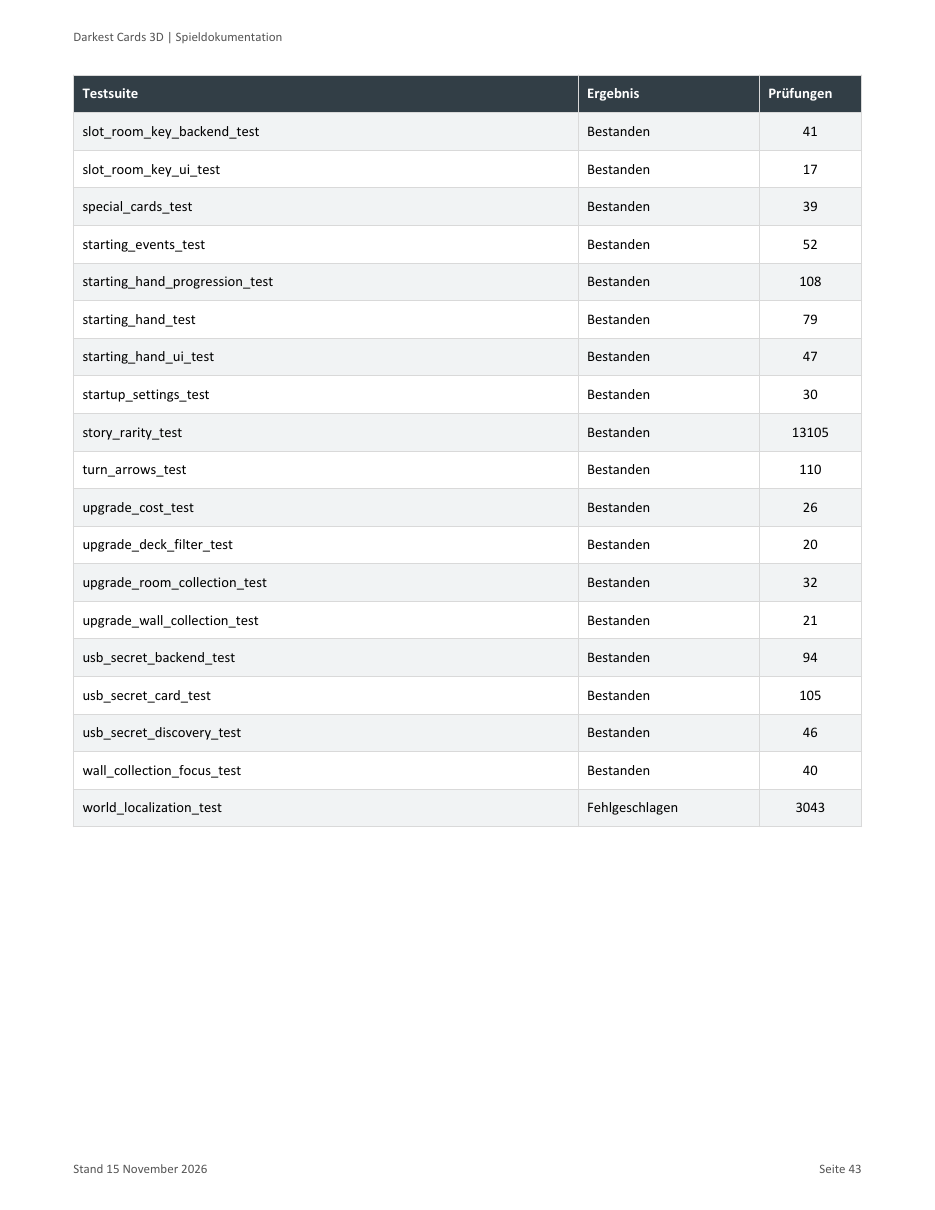 Darkest Cards 3D | Spieldokumentation
Testsuite Ergebnis Prüfungen
slot_room_key_backend_test Bestanden 41
slot_room_key_ui_test Bestanden 17
special_cards_test Bestanden 39
starting_events_test Bestanden 52
starting_hand_progression_test Bestanden 108
starting_hand_test Bestanden 79
starting_hand_ui_test Bestanden 47
startup_settings_test Bestanden 30
story_rarity_test Bestanden 13105
turn_arrows_test Bestanden 110
upgrade_cost_test Bestanden 26
upgrade_deck_filter_test Bestanden 20
upgrade_room_collection_test Bestanden 32
upgrade_wall_collection_test Bestanden 21
usb_secret_backend_test Bestanden 94
usb_secret_card_test Bestanden 105
usb_secret_discovery_test Bestanden 46
wall_collection_focus_test Bestanden 40
world_localization_test Fehlgeschlagen 3043
Stand 15 November 2026 Seite 43